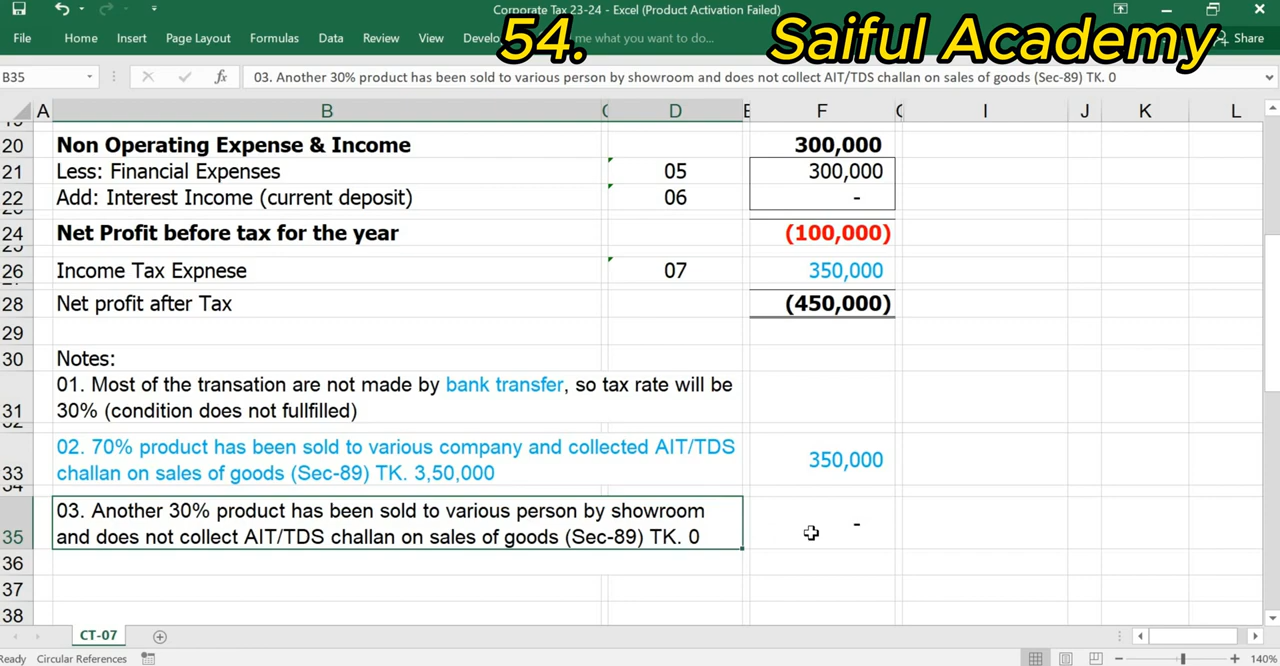 Corporate Tax 23-24 - Excel (Product Activation Failed)
54.
Saiful Academy
File Home Insert Page Layout Formulas Data Review View Develo me what you want to do... Share
B35 fx 03. Another 30% product has been sold to various person by showroom and does not collect AIT/TDS challan on sales of goods (Sec-89) TK. 0
A B C D E F G I J K L
20 Non Operating Expense & Income 300,000
21 Less: Financial Expenses 05 300,000
22 Add: Interest Income (current deposit) 06 -
24 Net Profit before tax for the year (100,000)
26 Income Tax Expnese 07 350,000
28 Net profit after Tax (450,000)
29
30 Notes:
01. Most of the transation are not made by bank transfer, so tax rate will be
31 30% (condition does not fullfilled)
02. 70% product has been sold to various company and collected AIT/TDS
33 challan on sales of goods (Sec-89) TK. 3,50,000 350,000
03. Another 30% product has been sold to various person by showroom
35 and does not collect AIT/TDS challan on sales of goods (Sec-89) TK. 0 -
36
37
38
CT-07
Ready Circular References 140%